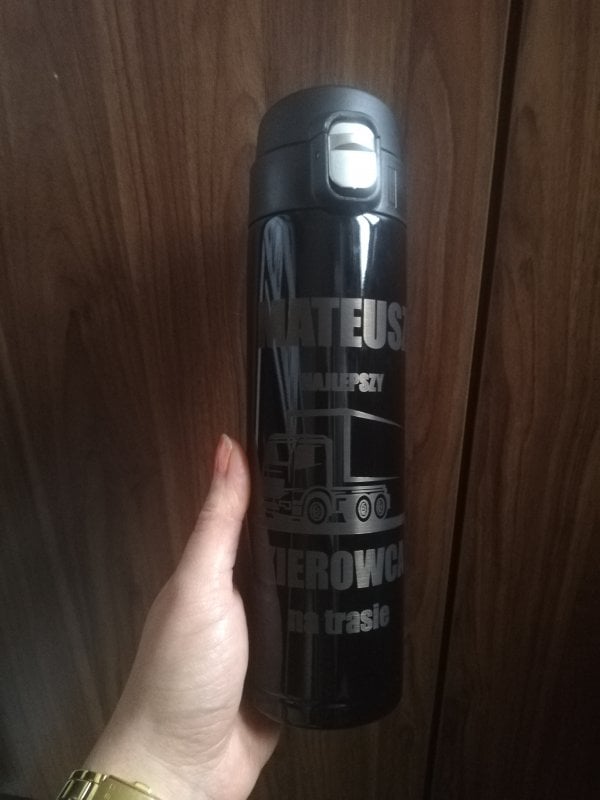 MATEUSZ
NAJLEPSZY
KIEROWCA
na trasie